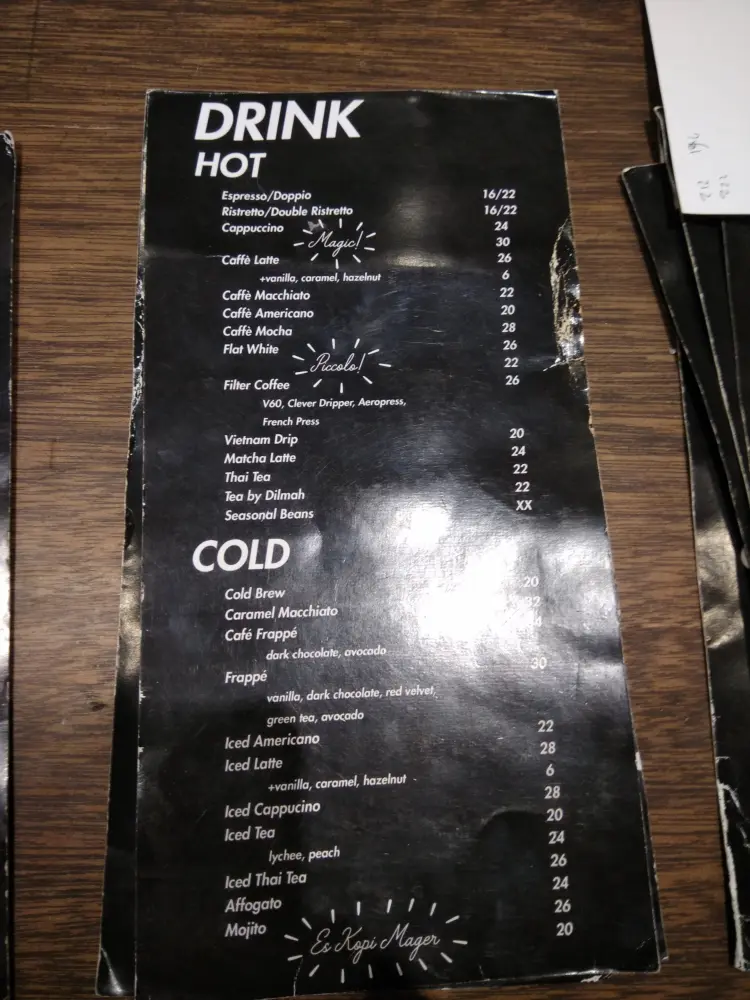 DRINK
HOT
Espresso/Doppio 16/22
Ristretto/Double Ristretto 16/22
Cappuccino 24
Magic! 30
Caffè Latte 26
+vanilla, caramel, hazelnut 6
Caffè Macchiato 22
Caffè Americano 20
Caffè Mocha 28
Flat White 26
Piccolo! 22
Filter Coffee 26
V60, Clever Dripper, Aeropress,
French Press
Vietnam Drip 20
Matcha Latte 24
Thai Tea 22
Tea by Dilmah 22
Seasonal Beans XX
COLD
Cold Brew 20
Caramel Macchiato
Café Frappé
dark chocolate, avocado
Frappé 30
vanilla, dark chocolate, red velvet,
green tea, avocado
Iced Americano 22
Iced Latte 28
+vanilla, caramel, hazelnut 6
Iced Cappucino 28
Iced Tea 20
lychee, peach 24
Iced Thai Tea 26
Affogato 24
Mojito 26
Es Kopi Mager 20